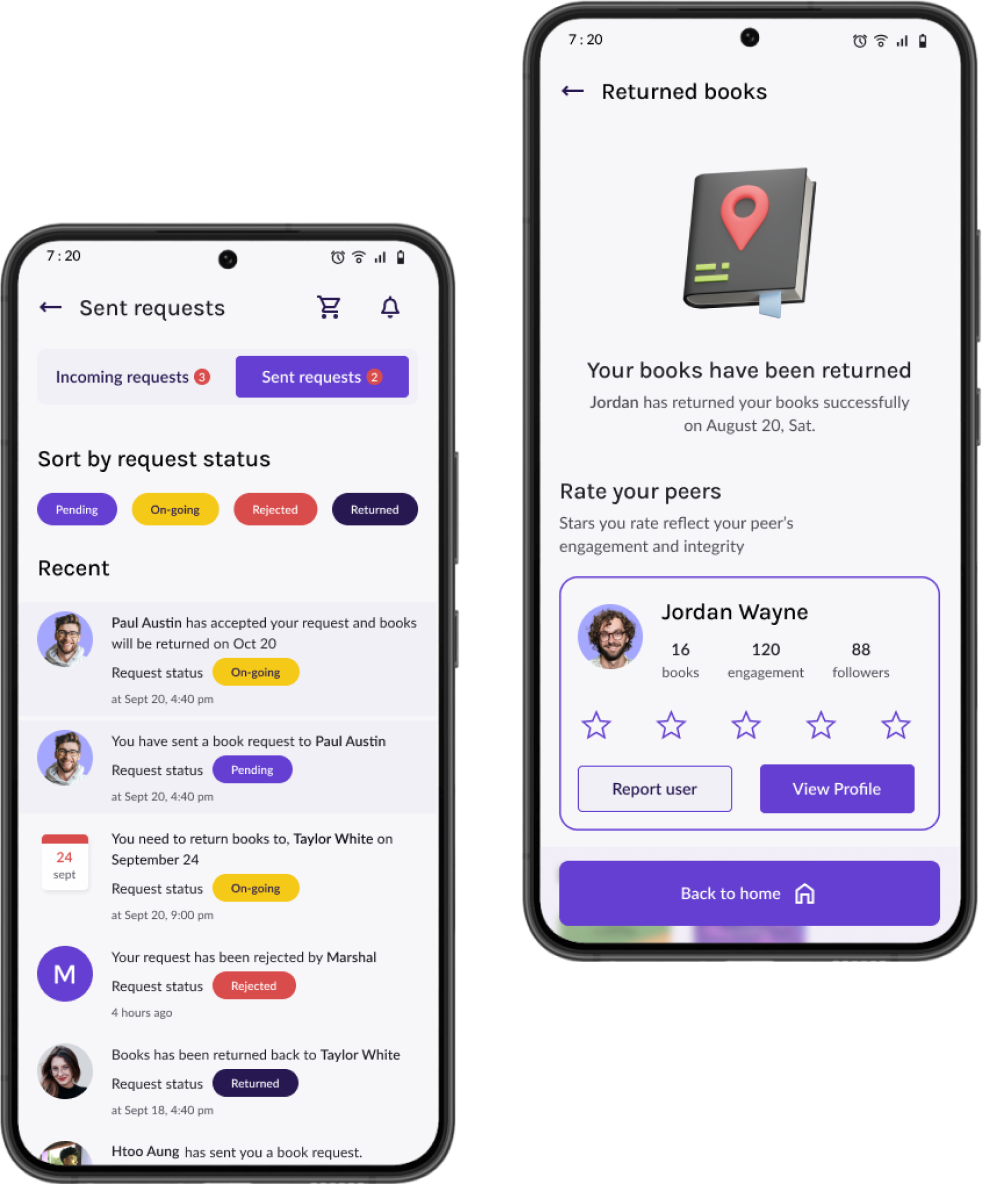 7:20
Sent requests
Incoming requests 3
Sent requests 2
Sort by request status
Pending
On-going
Rejected
Returned
Recent
Paul Austin has accepted your request and books
will be returned on Oct 20
Request status On-going
at Sept 20, 4:40 pm
You have sent a book request to Paul Austin
Request status Pending
at Sept 20, 4:40 pm
24
sept
You need to return books to, Taylor White on
September 24
Request status On-going
at Sept 20, 9:00 pm
M
Your request has been rejected by Marshal
Request status Rejected
4 hours ago
Books has been returned back to Taylor White
Request status Returned
at Sept 18, 4:40 pm
Htoo Aung has sent you a book request.
7:20
Returned books
Your books have been returned
Jordan has returned your books successfully
on August 20, Sat.
Rate your peers
Stars you rate reflect your peer's
engagement and integrity
Jordan Wayne
16 120 88
books engagement followers
Report user
View Profile
Back to home